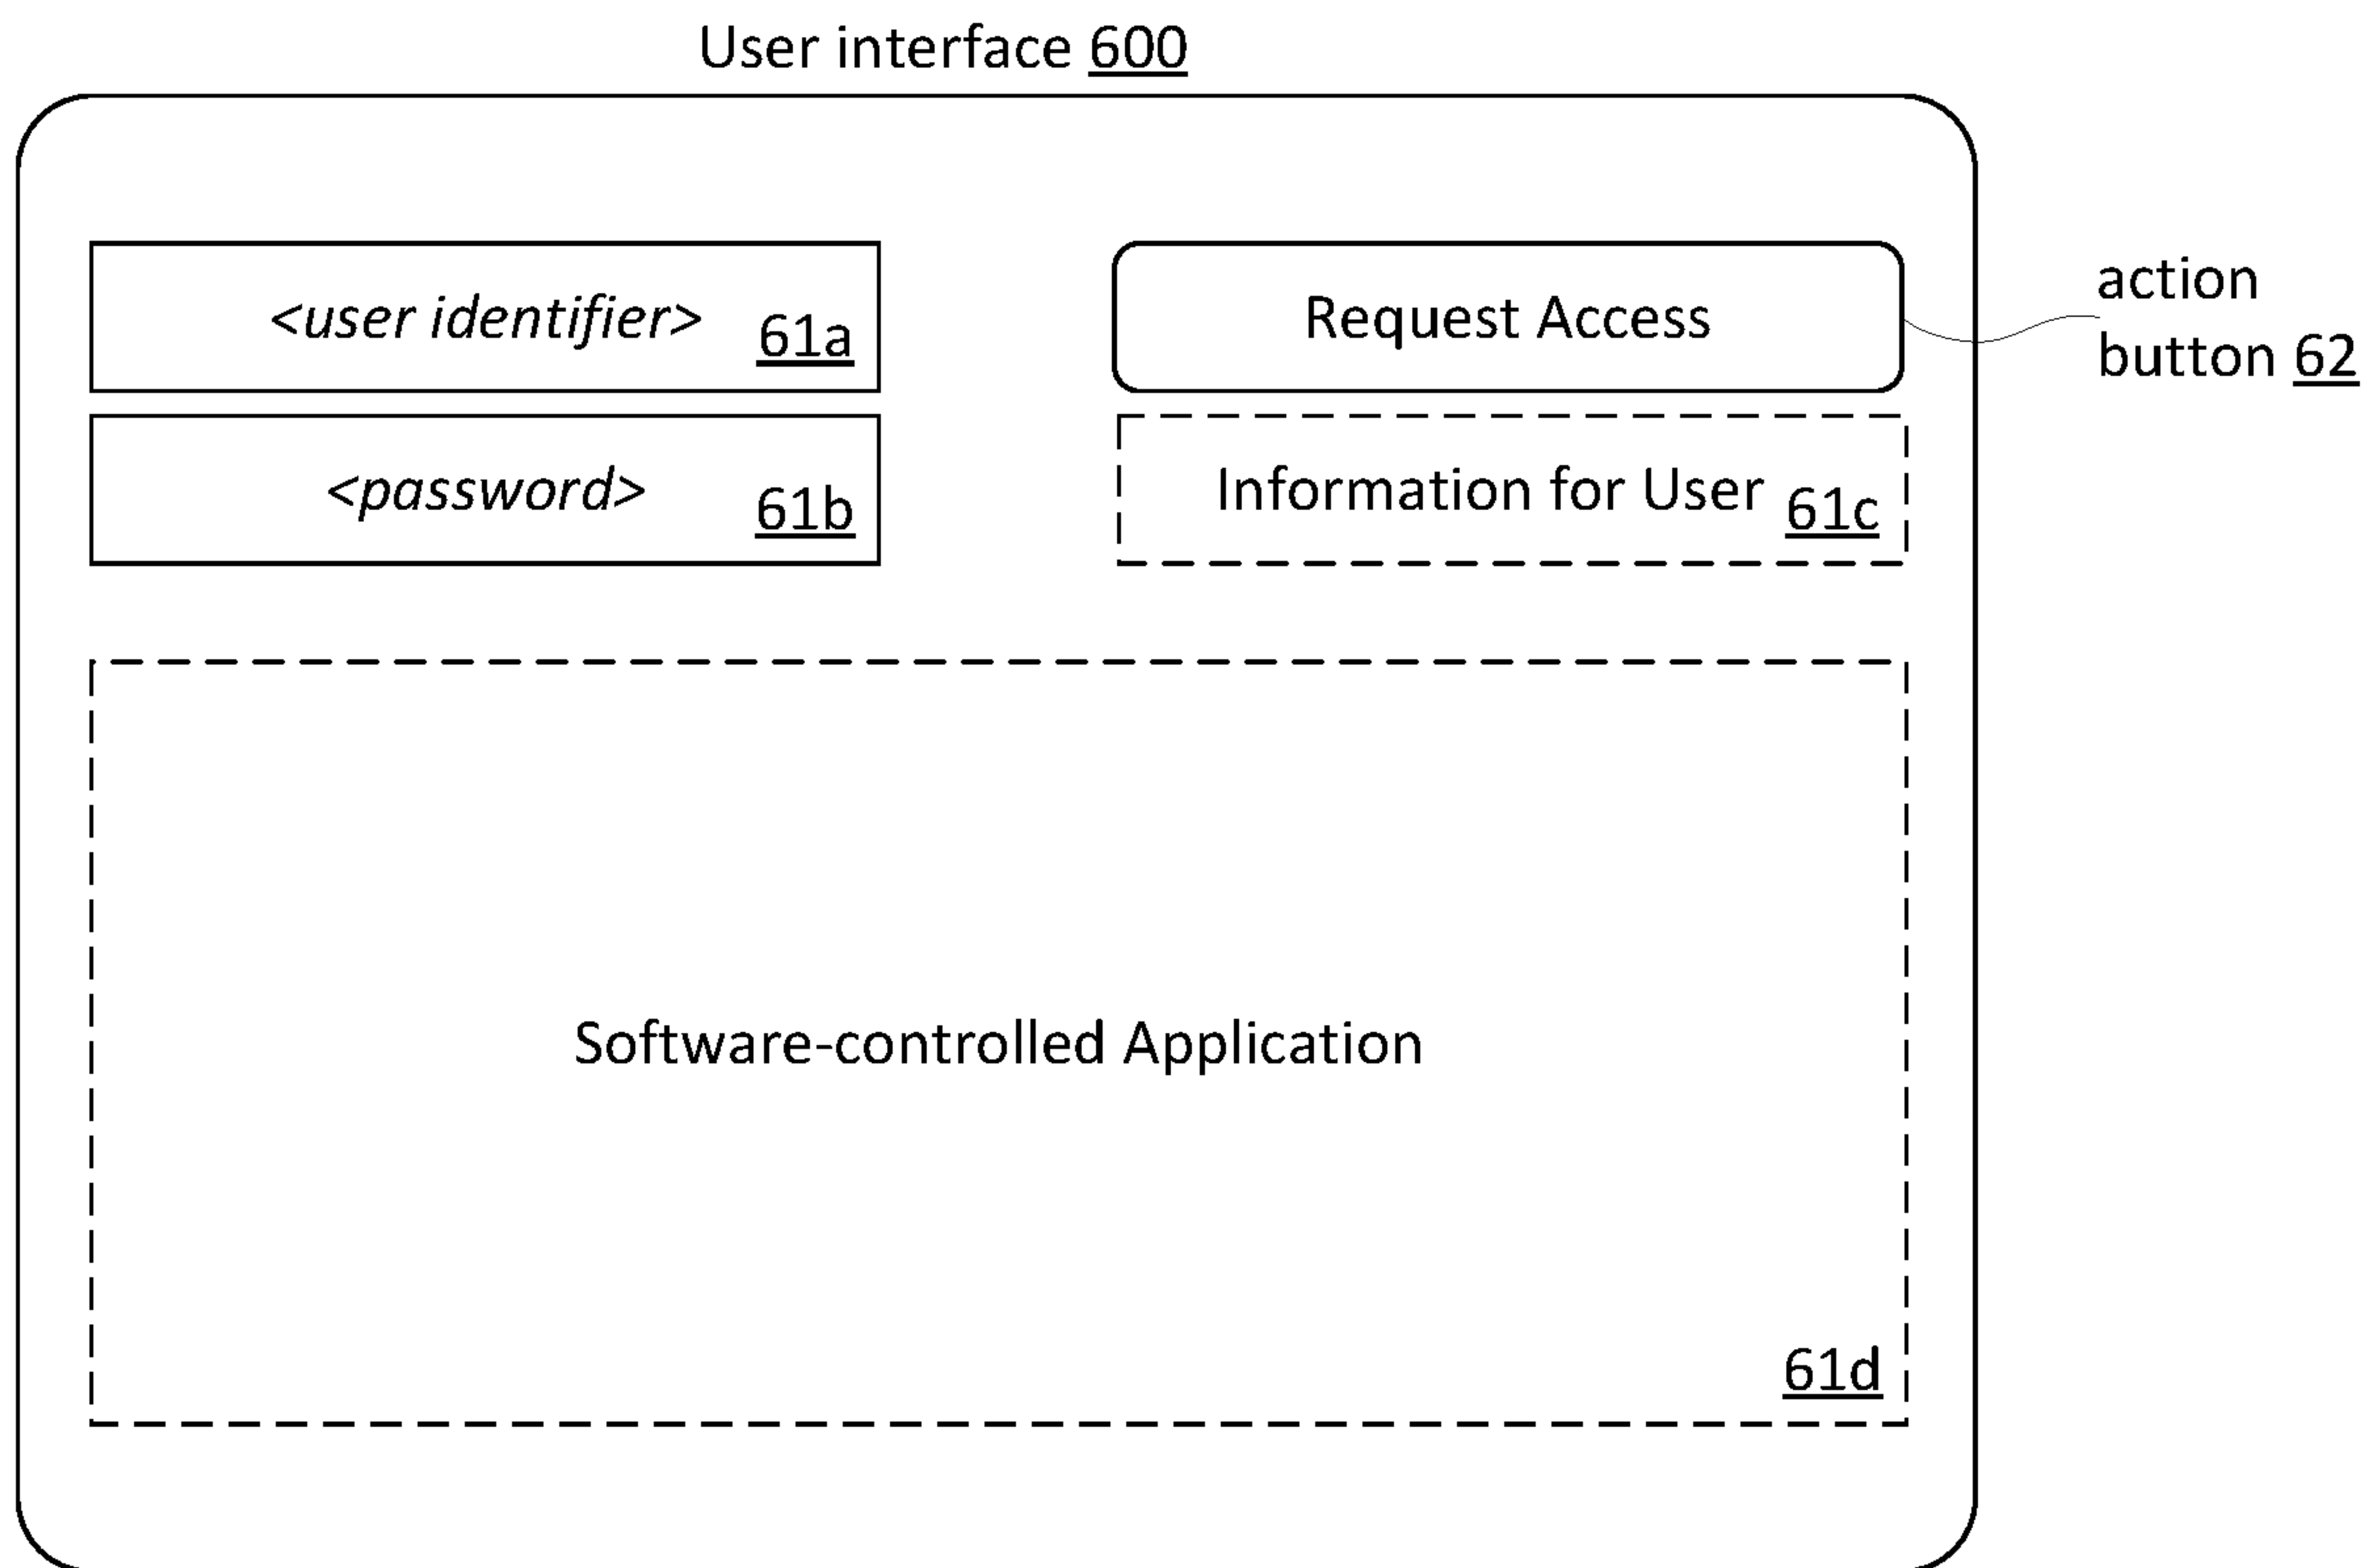 User interface 600
<user identifier> 61a
Request Access
action
button 62
<password> 61b
Information for User 61c
Software-controlled Application
61d